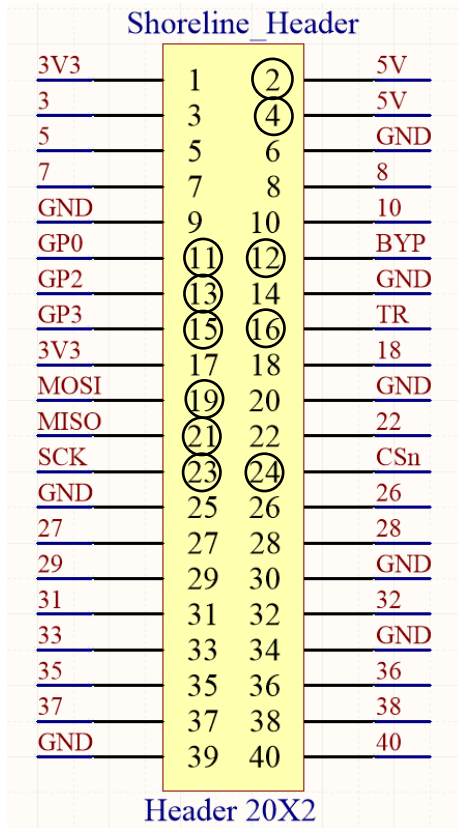 Shoreline_Header
3V3 1 2 5V
3 3 4 5V
5 5 6 GND
7 7 8 8
GND 9 10 10
GP0 11 12 BYP
GP2 13 14 GND
GP3 15 16 TR
3V3 17 18 18
MOSI 19 20 GND
MISO 21 22 22
SCK 23 24 CSn
GND 25 26 26
27 27 28 28
29 29 30 GND
31 31 32 32
33 33 34 GND
35 35 36 36
37 37 38 38
GND 39 40 40
Header 20X2